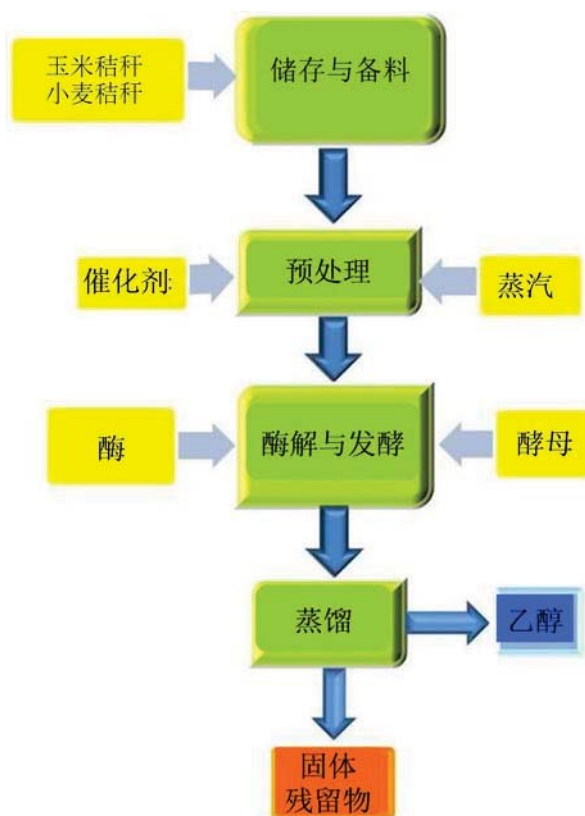 玉米秸秆
小麦秸秆
储存与备料
催化剂:
预处理
蒸汽
酶
酶解与发酵
酵母
蒸馏
乙醇
固体
残留物